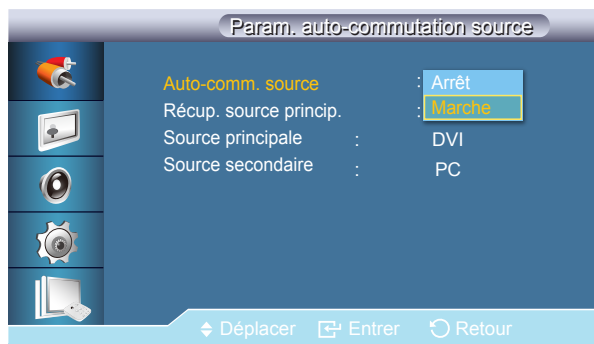 Param. auto-commutation source
Auto-comm. source : Arrêt
Récup. source princip. : Marche
Source principale : DVI
Source secondaire : PC
Déplacer Entrer Retour